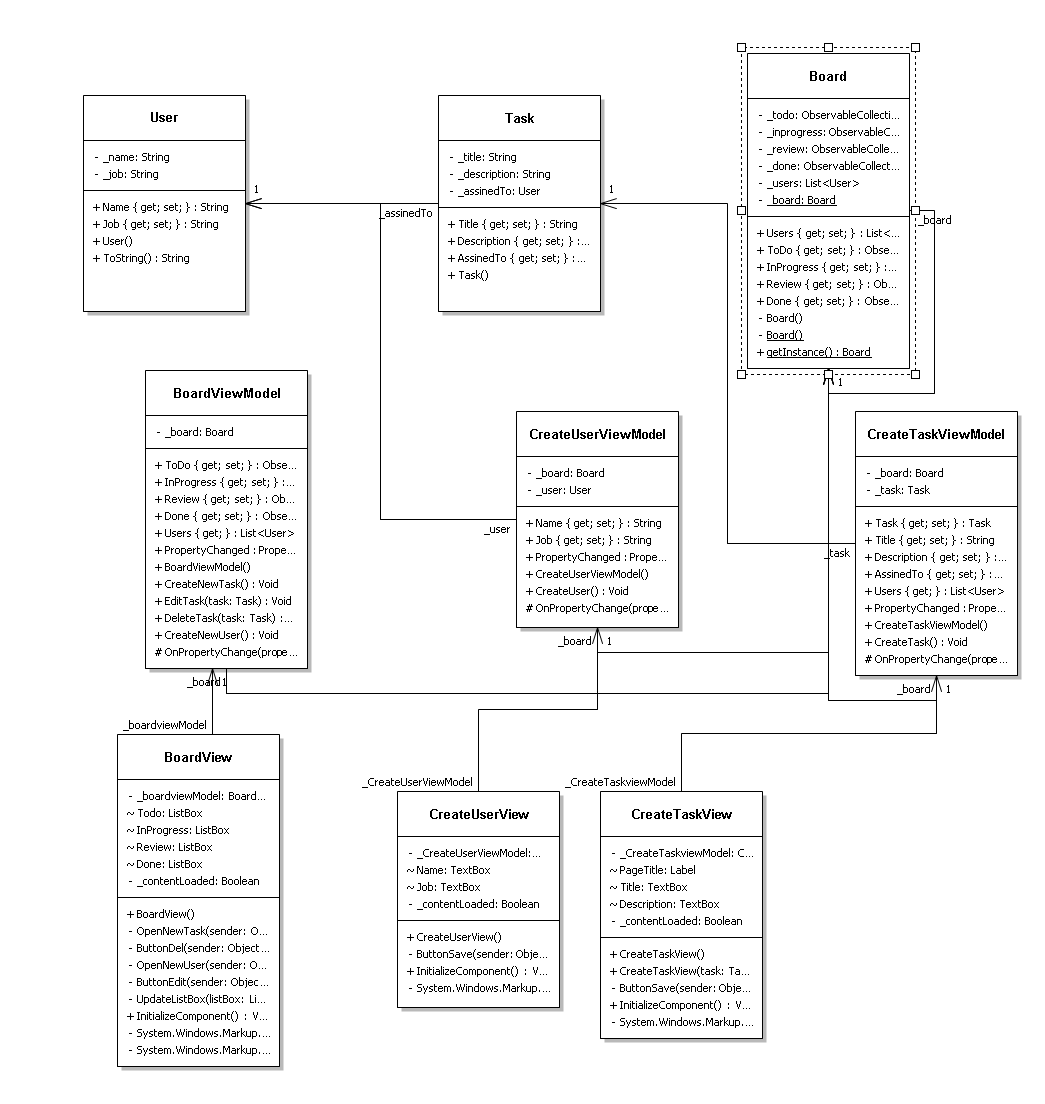 User
- _name: String
- _job: String
+ Name { get; set; } : String
+ Job { get; set; } : String
+ User()
+ ToString() : String
1
_assinedTo
Task
- _title: String
- _description: String
- _assinedTo: User
+ Title { get; set; } : String
+ Description { get; set; } :...
+ AssinedTo { get; set; } : ...
+ Task()
1
Board
- _todo: ObservableCollecti...
- _inprogress: ObservableC...
- _review: ObservableColle...
- _done: ObservableCollect...
- _users: List<User>
- _board: Board
+ Users { get; set; } : List<...
+ ToDo { get; set; } : Obse...
+ InProgress { get; set; } :...
+ Review { get; set; } : Ob...
+ Done { get; set; } : Obse...
- Board()
- Board()
+ getInstance() : Board
_board
1
BoardViewModel
- _board: Board
+ ToDo { get; set; } : Obse...
+ InProgress { get; set; } :...
+ Review { get; set; } : Ob...
+ Done { get; set; } : Obse...
+ Users { get; } : List<User>
+ PropertyChanged : Prope...
+ BoardViewModel()
+ CreateNewTask() : Void
+ EditTask(task: Task) : Void
+ DeleteTask(task: Task) :...
+ CreateNewUser() : Void
# OnPropertyChange(prope...
_board
1
_user
CreateUserViewModel
- _board: Board
- _user: User
+ Name { get; set; } : String
+ Job { get; set; } : String
+ PropertyChanged : Prope...
+ CreateUserViewModel()
+ CreateUser() : Void
# OnPropertyChange(prope...
_board
1
_task
CreateTaskViewModel
- _board: Board
- _task: Task
+ Task { get; set; } : Task
+ Title { get; set; } : String
+ Description { get; set; } :...
+ AssinedTo { get; set; } : ...
+ Users { get; } : List<User>
+ PropertyChanged : Prope...
+ CreateTaskViewModel()
+ CreateTask() : Void
# OnPropertyChange(prope...
_board
1
_boardviewModel
BoardView
- _boardviewModel: Board...
~ Todo: ListBox
~ InProgress: ListBox
~ Review: ListBox
~ Done: ListBox
- _contentLoaded: Boolean
+ BoardView()
- OpenNewTask(sender: O...
- ButtonDel(sender: Object...
- OpenNewUser(sender: O...
- ButtonEdit(sender: Objec...
- UpdateListBox(listBox: Li...
+ InitializeComponent() : V...
- System.Windows.Markup....
- System.Windows.Markup....
_CreateUserViewModel
CreateUserView
- _CreateUserViewModel:...
~ Name: TextBox
~ Job: TextBox
- _contentLoaded: Boolean
+ CreateUserView()
- ButtonSave(sender: Obje...
+ InitializeComponent() : V...
- System.Windows.Markup....
_CreateTaskviewModel
CreateTaskView
- _CreateTaskviewModel: C...
~ PageTitle: Label
~ Title: TextBox
~ Description: TextBox
- _contentLoaded: Boolean
+ CreateTaskView()
+ CreateTaskView(task: Ta...
- ButtonSave(sender: Obje...
+ InitializeComponent() : V...
- System.Windows.Markup....